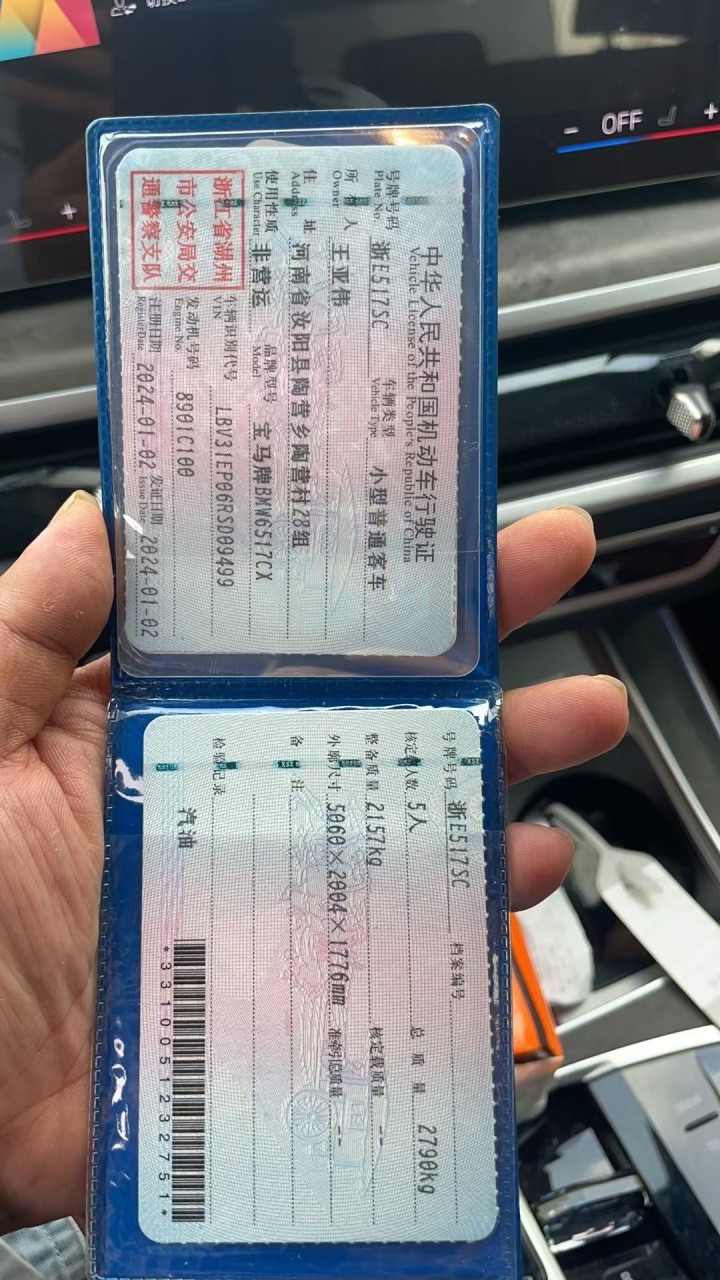 中华人民共和国机动车行驶证
Vehicle License of the People's Republic of China
号牌号码 浙E517SC 车辆类型 小型普通客车
Plate No. Vehicle Type
所有人 王亚伟
Owner
住址 河南省汝阳县陶营乡陶营村28组
Address
使用性质 非营运 品牌型号 宝马牌BMW6517CX
Use Character Model
浙江省湖州
市公安局交
通警察支队
车辆识别代号 LBV31EP06RSD09499
VIN
发动机号码 8901C100
Engine No.
注册日期 2024-01-02 发证日期 2024-01-02
Register Date Issue Date
号牌号码 浙E517SC 档案编号
核定载人数 5人 总质量 2790kg
整备质量 2157kg 核定载质量 --
外廓尺寸 5060×2004×1776mm 准牵引总质量 --
备注
检验记录
汽油
*3310051232751*
- OFF +
+